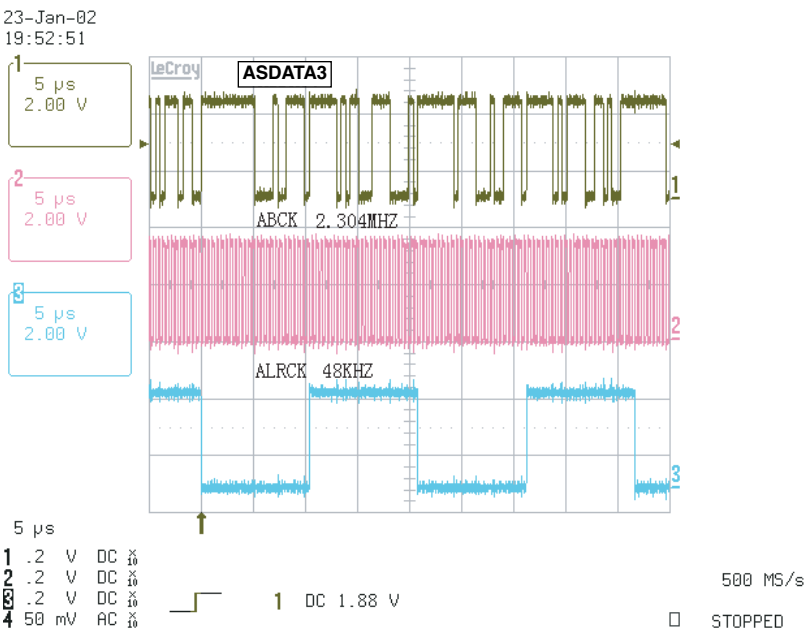 23-Jan-02
19:52:51
1
5 µs
2.00 V
LeCroy
ASDATA3
1
2
5 µs
2.00 V
ABCK 2.304MHZ
2
3
5 µs
2.00 V
ALRCK 48KHZ
3
5 µs
1 .2 V DC X10
2 .2 V DC X10
3 .2 V DC X10
4 50 mV AC X10
1 DC 1.88 V
500 MS/s
STOPPED